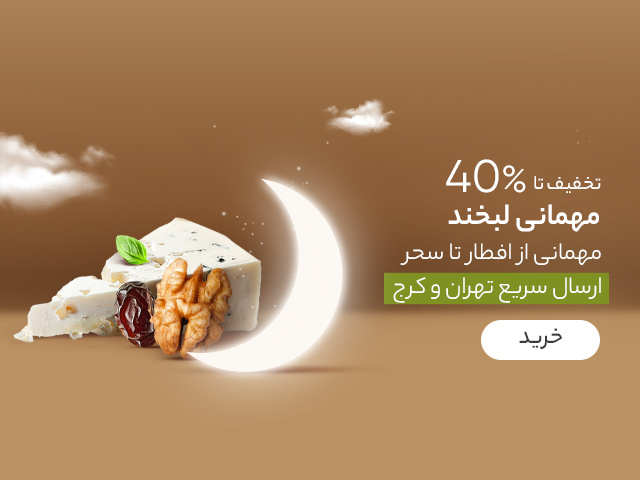 تخفیف تا 40%
مهمانی لبخند
مهمانی از افطار تا سحر
ارسال سریع تهران و کرج
خرید